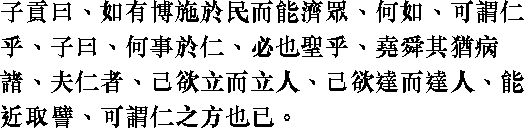 子貢曰、如有博施於民而能濟眾、何如、可謂仁
乎、子曰、何事於仁、必也聖乎、堯舜其猶病
諸、夫仁者、己欲立而立人、己欲達而達人、能
近取譬、可謂仁之方也已。